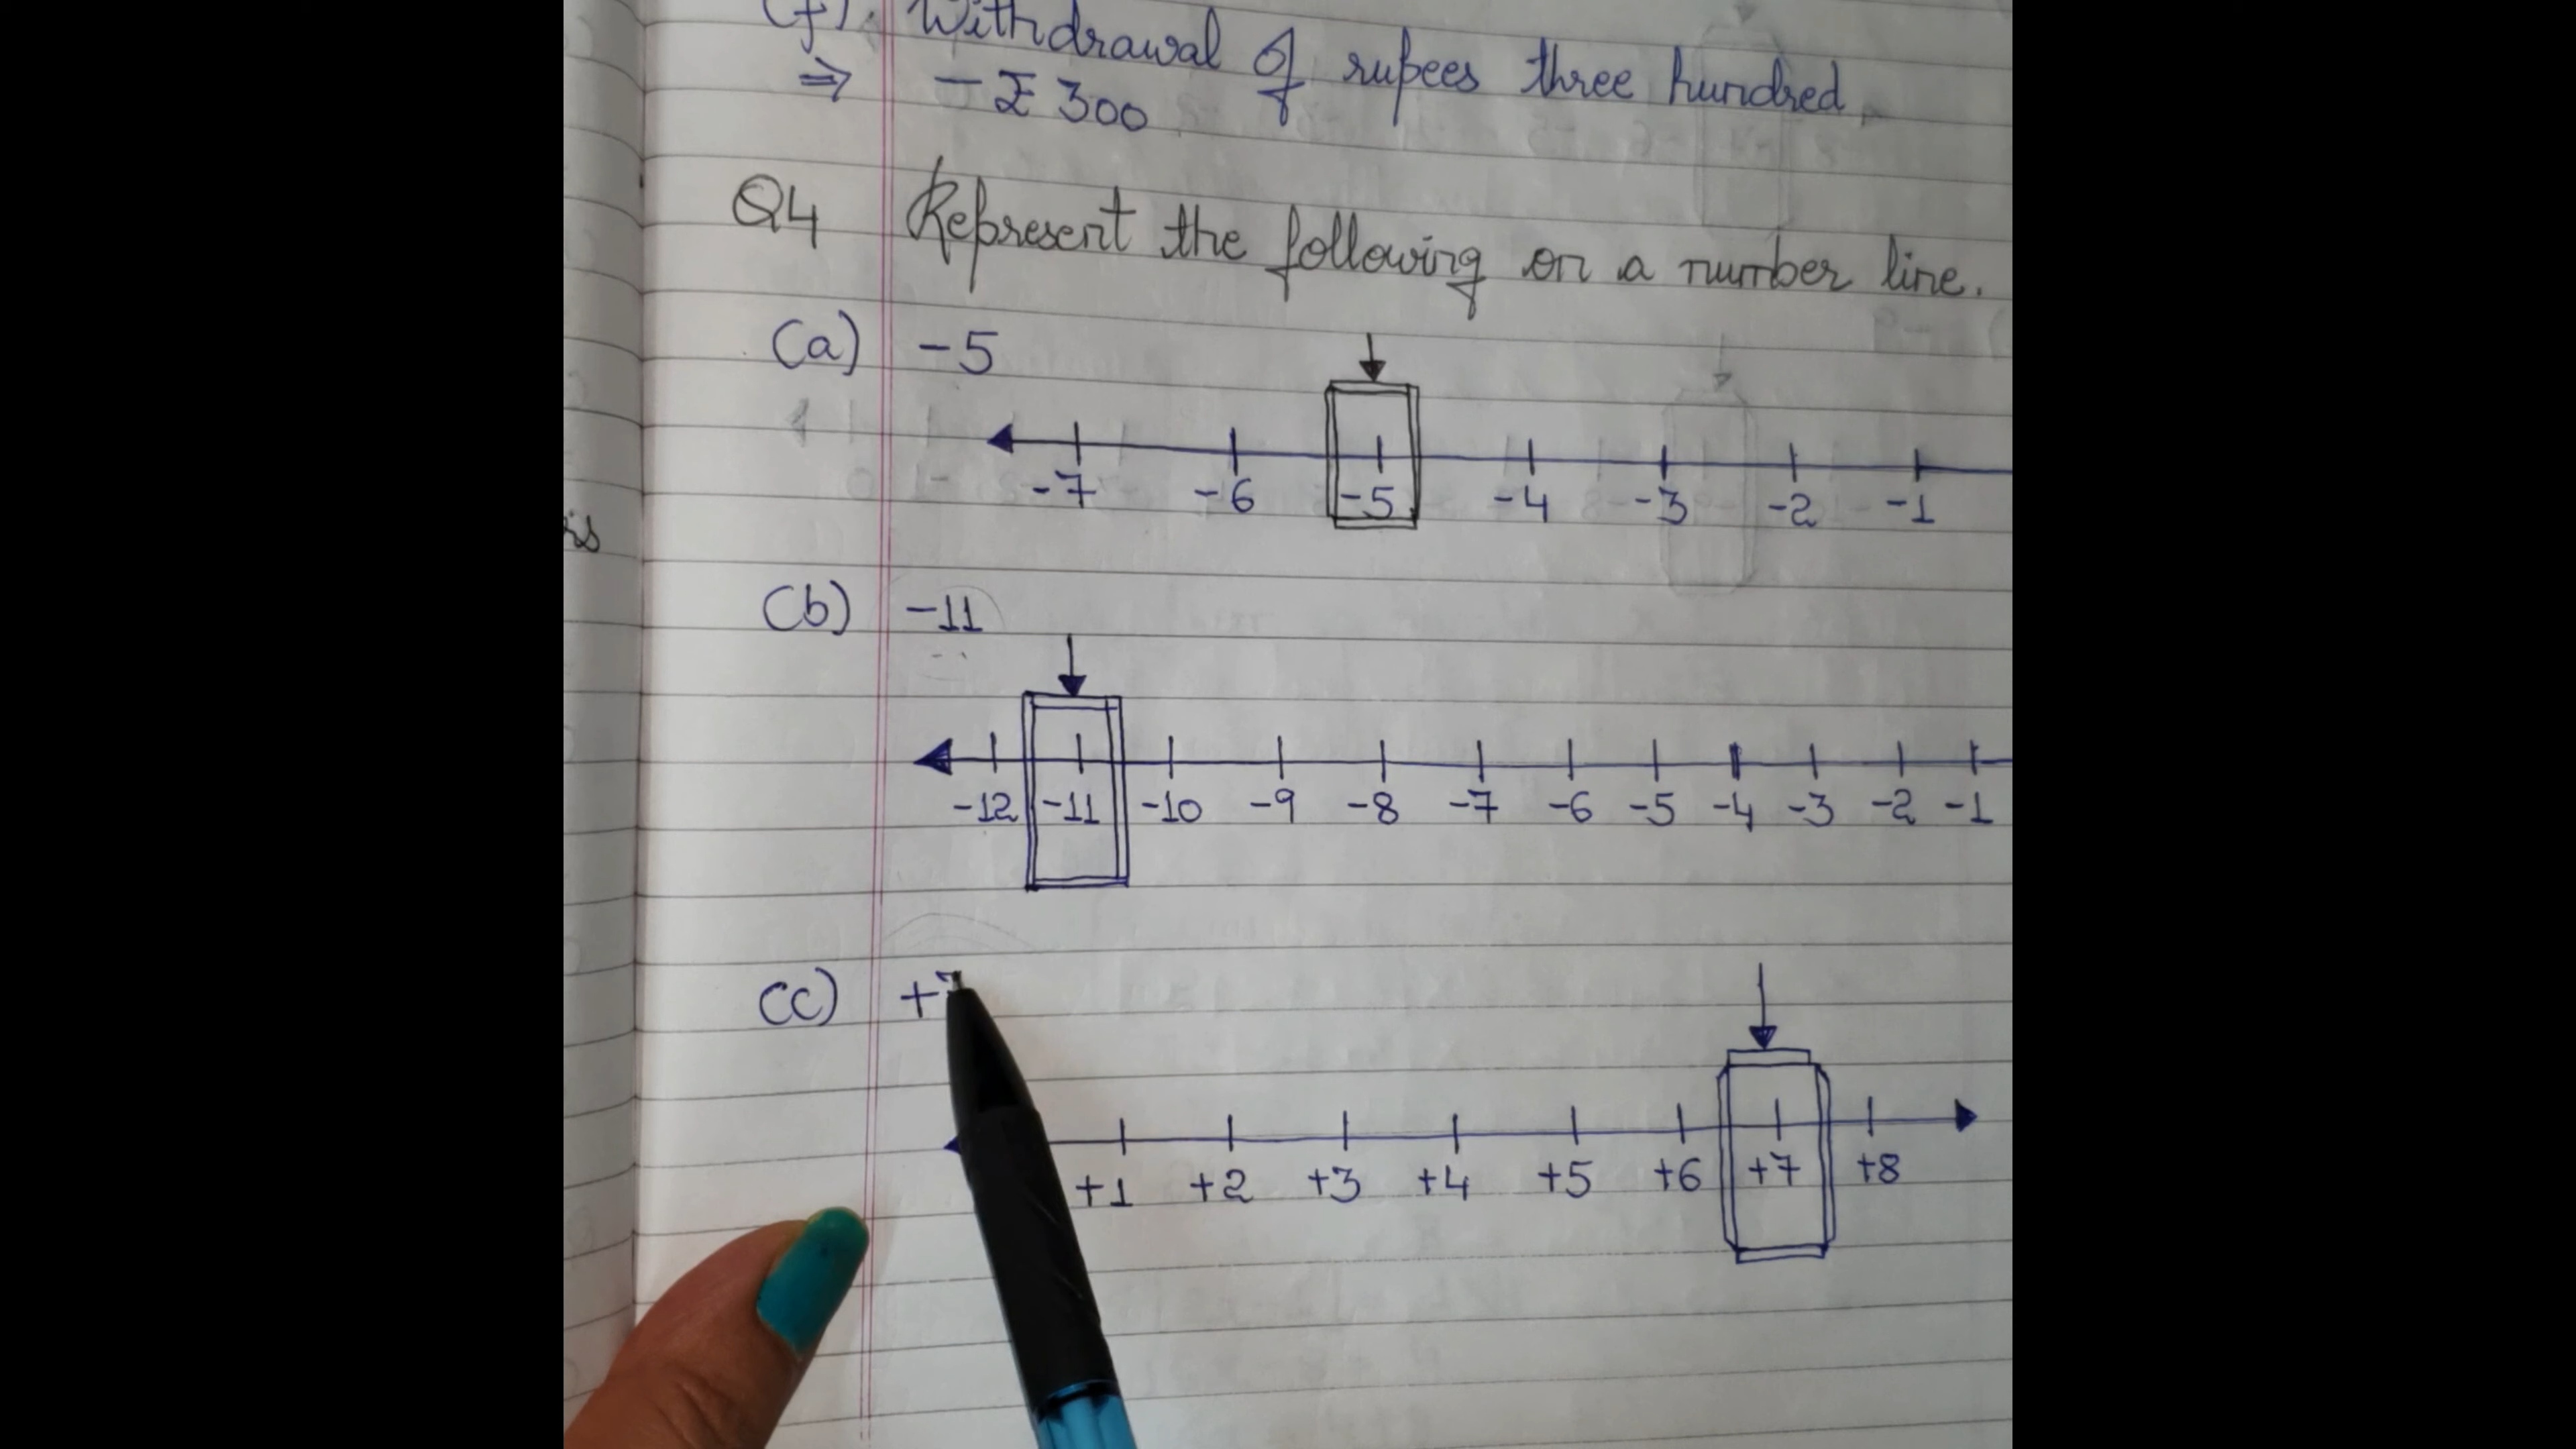 (f). Withdrawal of rupees three hundred.
⇒ - ₹ 300
Q4 Represent the following on a number line.
(a) -5
-7 -6 -5 -4 -3 -2 -1
is
(b) -11
-12 -11 -10 -9 -8 -7 -6 -5 -4 -3 -2 -1
(c) +7
+1 +2 +3 +4 +5 +6 +7 +8